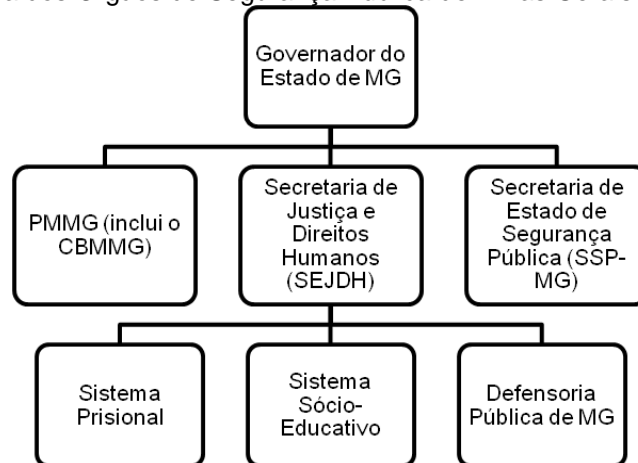 Governador do
Estado de MG
PMMG (inclui o
CBMMG)
Secretaria de
Justiça e
Direitos
Humanos
(SEJDH)
Secretaria de
Estado de
Segurança
Pública (SSP-
MG)
Sistema
Prisional
Sistema
Sócio-
Educativo
Defensoria
Pública de MG